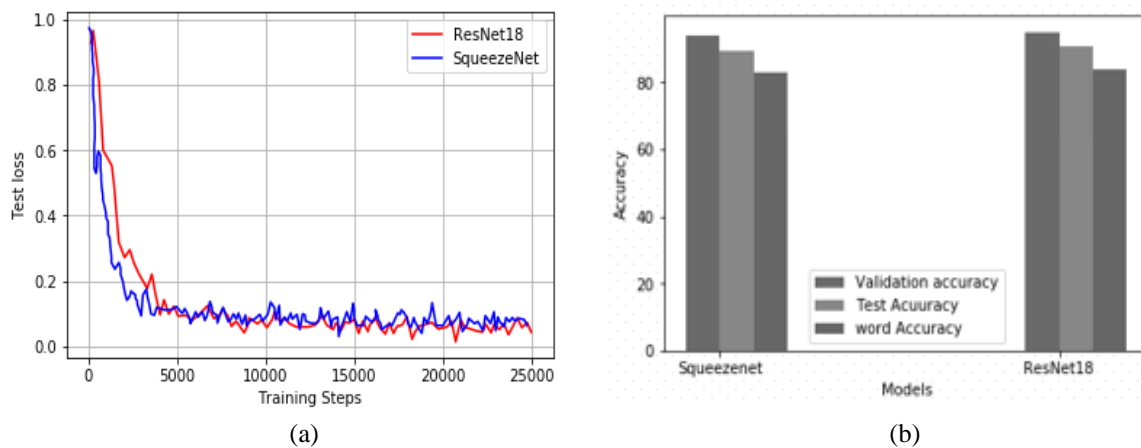 1.0
0.8
0.6
0.4
0.2
0.0
Test loss
ResNet18
SqueezeNet
0 5000 10000 15000 20000 25000
Training Steps
(a)
80
60
40
20
0
Accuracy
Validation accuracy
Test Acuuracy
word Accuracy
Squeezenet ResNet18
Models
(b)